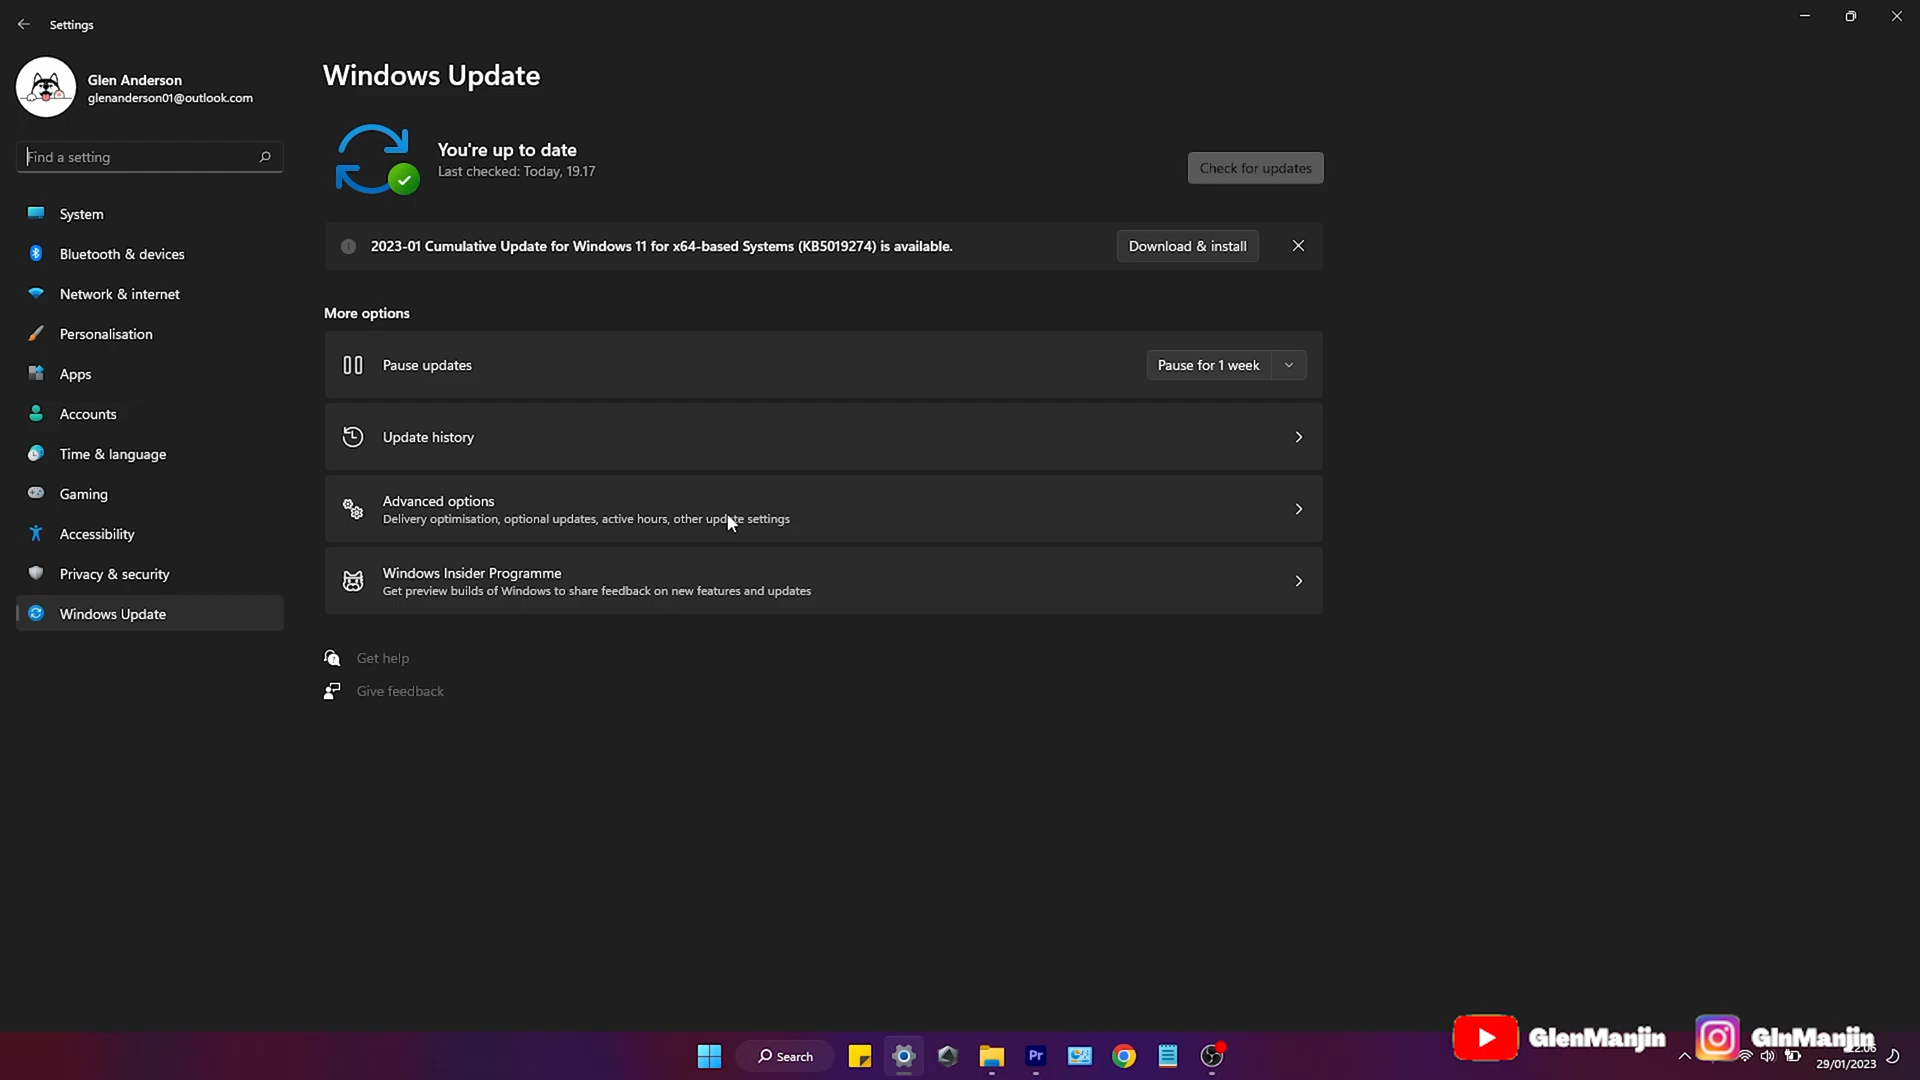 Settings
Glen Anderson
glenanderson01@outlook.com
Find a setting
System
Bluetooth & devices
Network & internet
Personalisation
Apps
Accounts
Time & language
Gaming
Accessibility
Privacy & security
Windows Update
Windows Update
You're up to date
Last checked: Today, 19.17
Check for updates
2023-01 Cumulative Update for Windows 11 for x64-based Systems (KB5019274) is available.
Download & install
More options
Pause updates
Pause for 1 week
Update history
Advanced options
Delivery optimisation, optional updates, active hours, other update settings
Windows Insider Programme
Get preview builds of Windows to share feedback on new features and updates
Get help
Give feedback
Search
Pr
GlenManjin
GlnManjin
29/01/2023